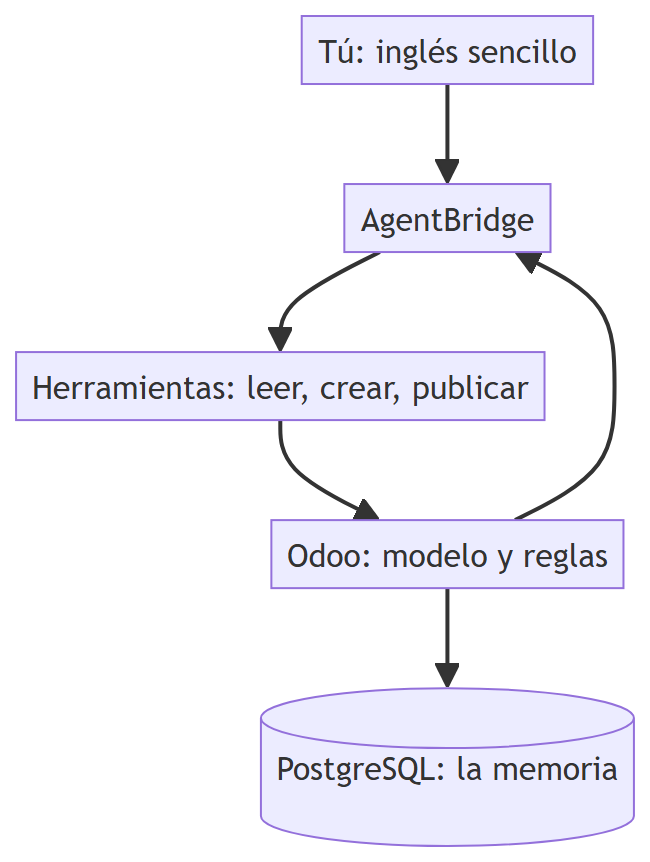 Tú: inglés sencillo
AgentBridge
Herramientas: leer, crear, publicar
Odoo: modelo y reglas
PostgreSQL: la memoria